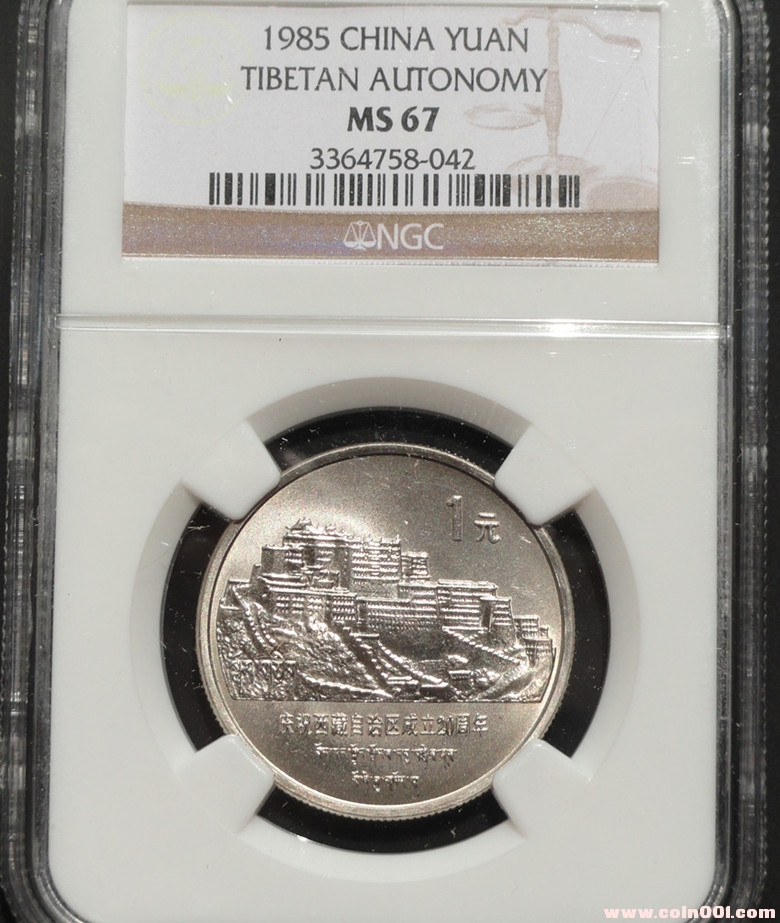 1985 CHINA YUAN
TIBETAN AUTONOMY
MS 67
3364758-042
NGC
1元
庆祝西藏自治区成立20周年
www.coin001.com